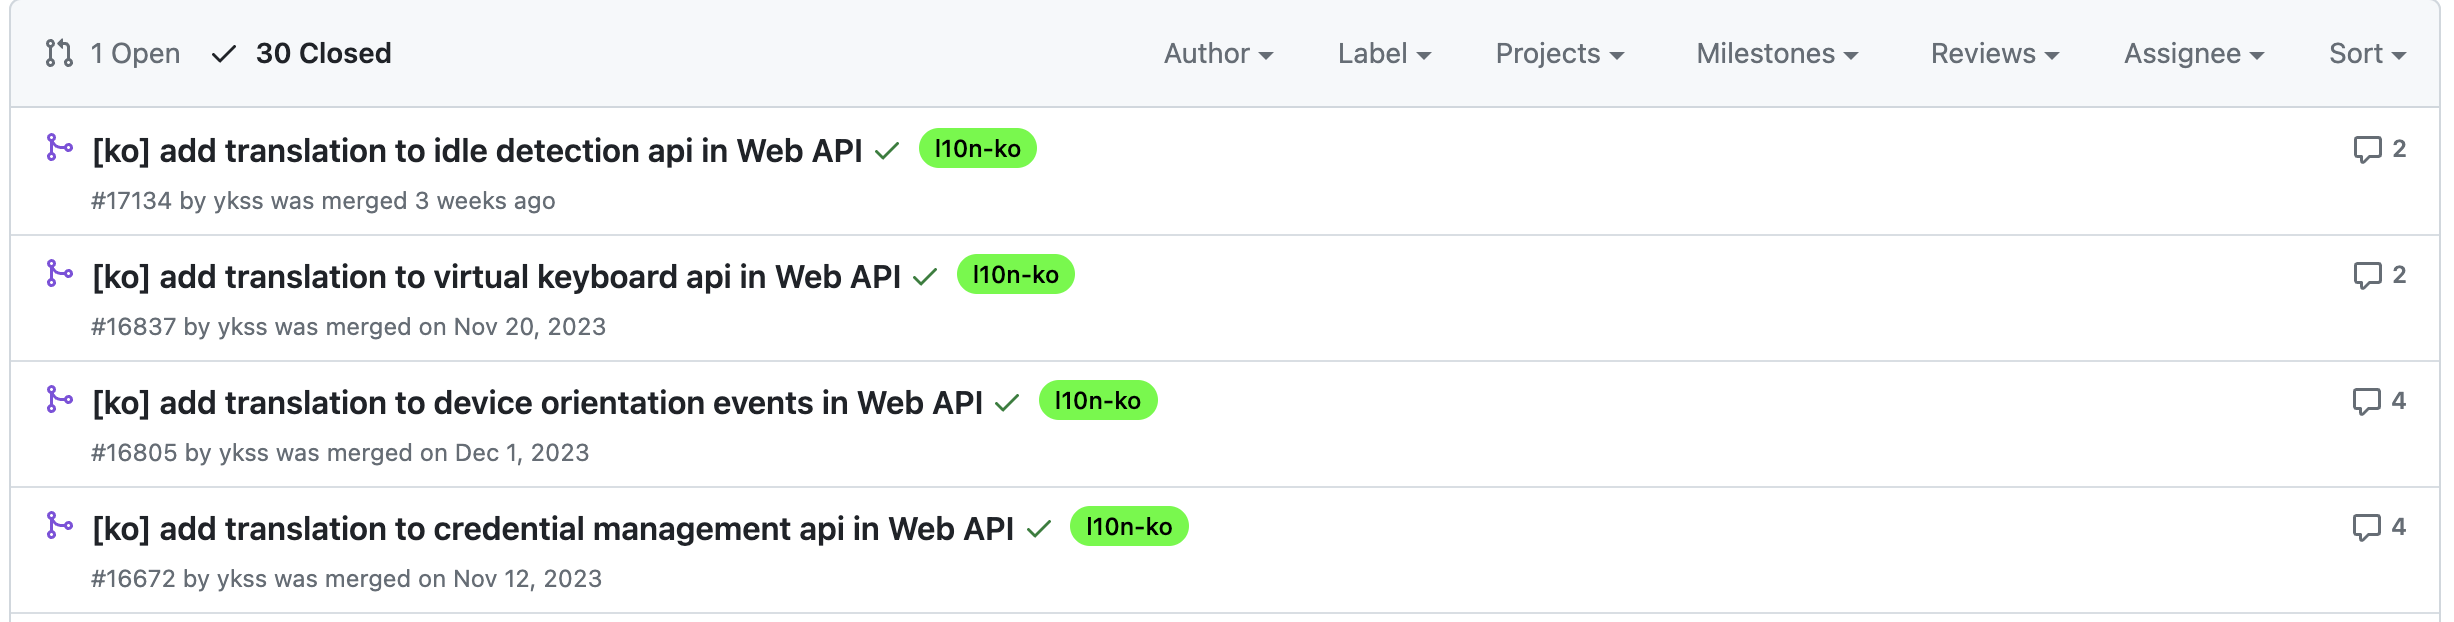 1 Open 30 Closed Author Label Projects Milestones Reviews Assignee Sort
[ko] add translation to idle detection api in Web API l10n-ko 2
#17134 by ykss was merged 3 weeks ago
[ko] add translation to virtual keyboard api in Web API l10n-ko 2
#16837 by ykss was merged on Nov 20, 2023
[ko] add translation to device orientation events in Web API l10n-ko 4
#16805 by ykss was merged on Dec 1, 2023
[ko] add translation to credential management api in Web API l10n-ko 4
#16672 by ykss was merged on Nov 12, 2023